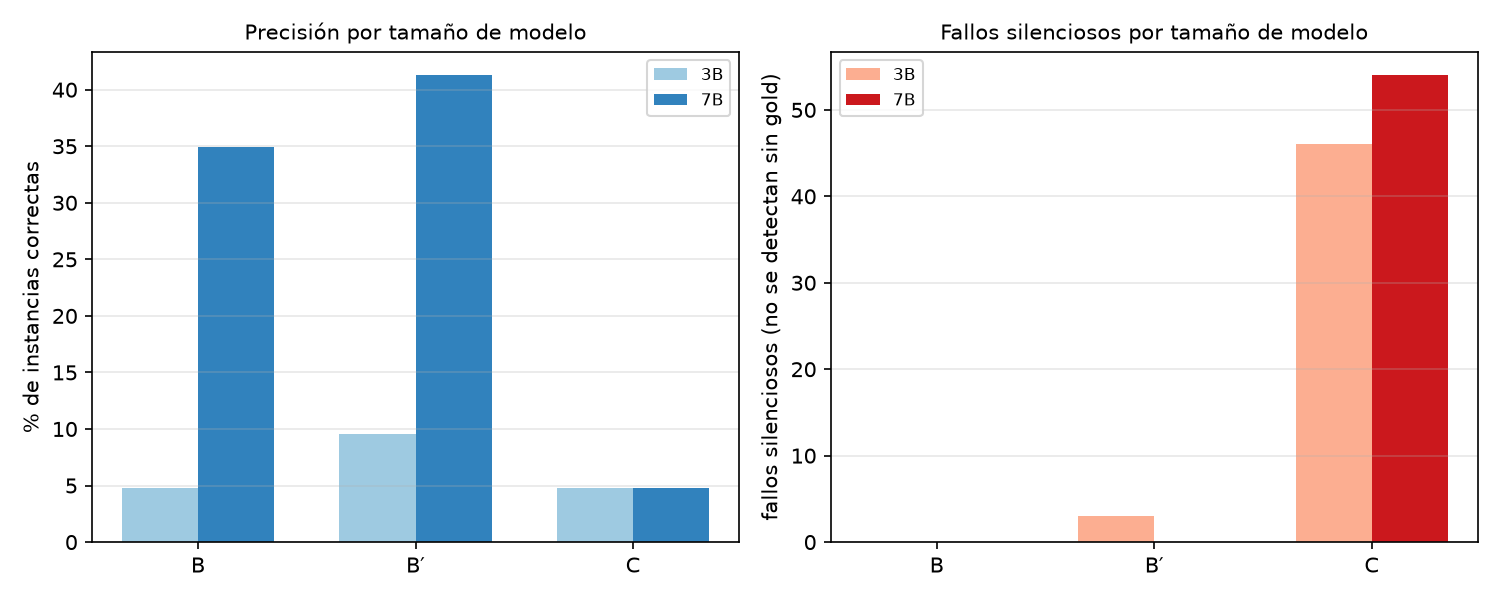 Precisión por tamaño de modelo
% de instancias correctas
40
35
30
25
20
15
10
5
0
3B
7B
B
B′
C
Fallos silenciosos por tamaño de modelo
fallos silenciosos (no se detectan sin gold)
50
40
30
20
10
0
3B
7B
B
B′
C